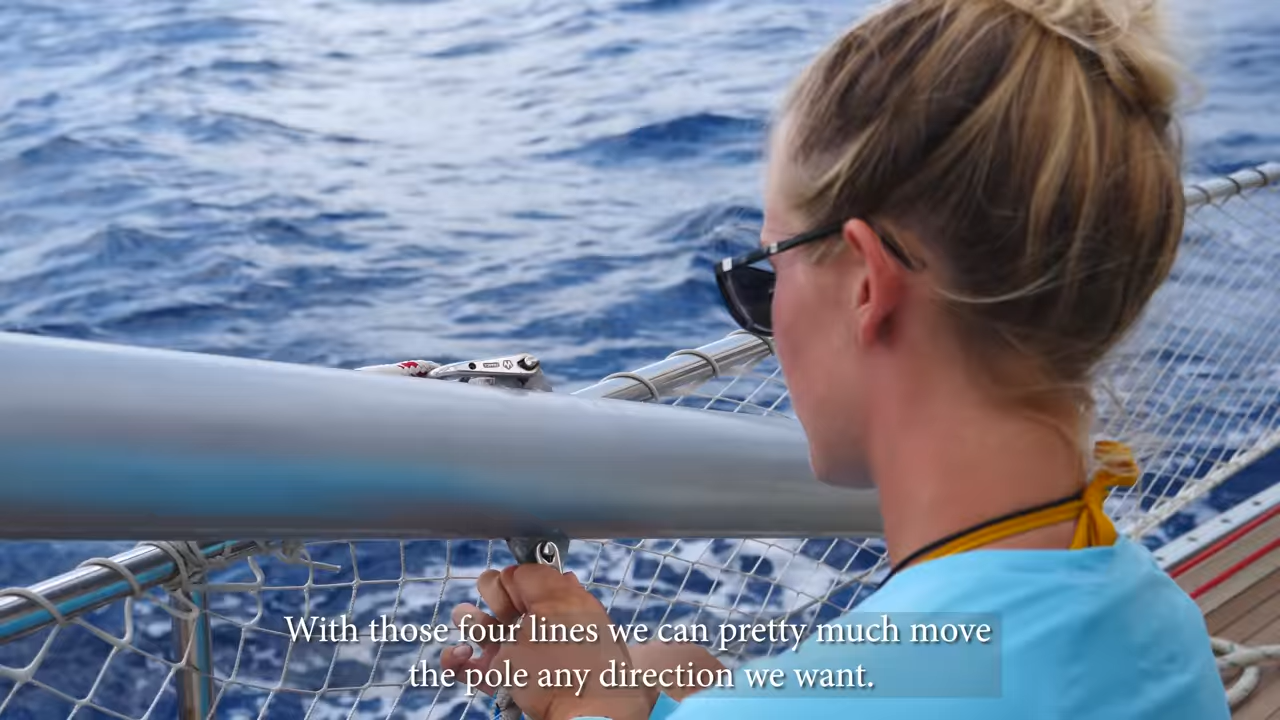 With those four lines we can pretty much move
the pole any direction we want.